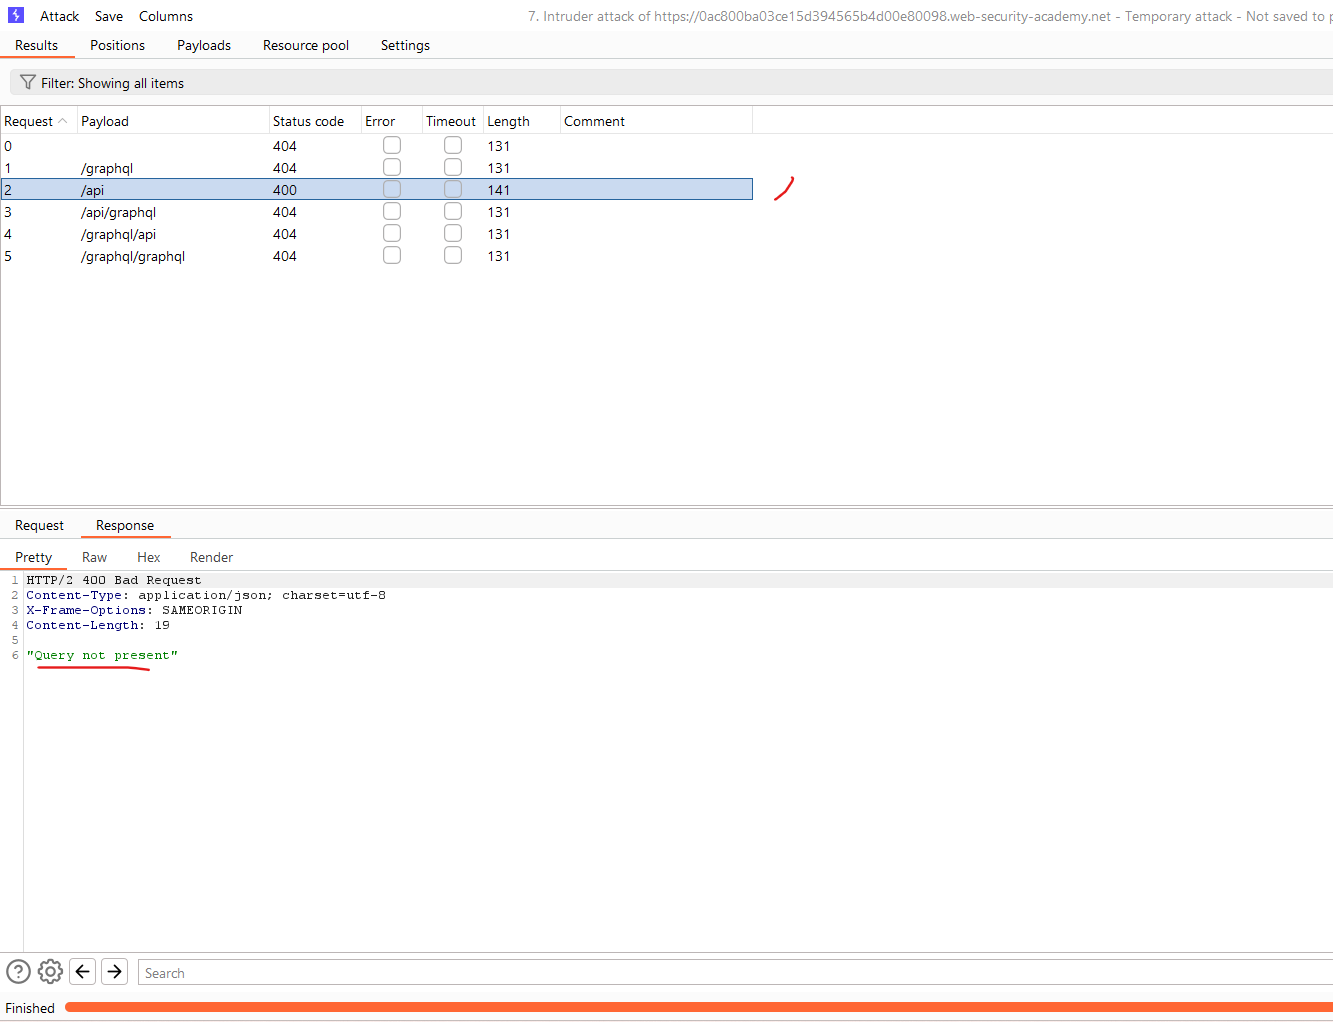 Attack Save Columns 7. Intruder attack of https://0ac800ba03ce15d394565b4d00e80098.web-security-academy.net - Temporary attack - Not saved to p
Results Positions Payloads Resource pool Settings
Filter: Showing all items
Request Payload Status code Error Timeout Length Comment
0 404 131
1 /graphql 404 131
2 /api 400 141
3 /api/graphql 404 131
4 /graphql/api 404 131
5 /graphql/graphql 404 131
Request Response
Pretty Raw Hex Render
1 HTTP/2 400 Bad Request
2 Content-Type: application/json; charset=utf-8
3 X-Frame-Options: SAMEORIGIN
4 Content-Length: 19
5
6 "Query not present"
Search
Finished